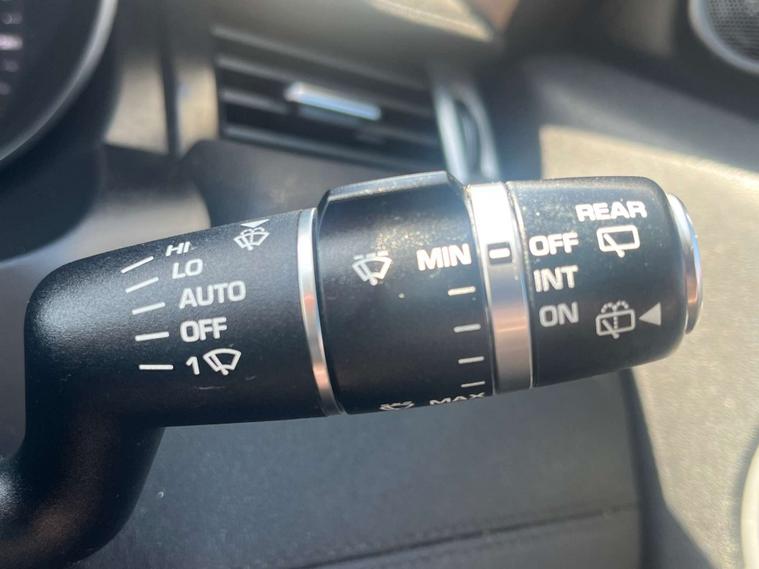 HI
LO
AUTO
OFF
1
MIN
MAX
REAR
OFF
INT
ON